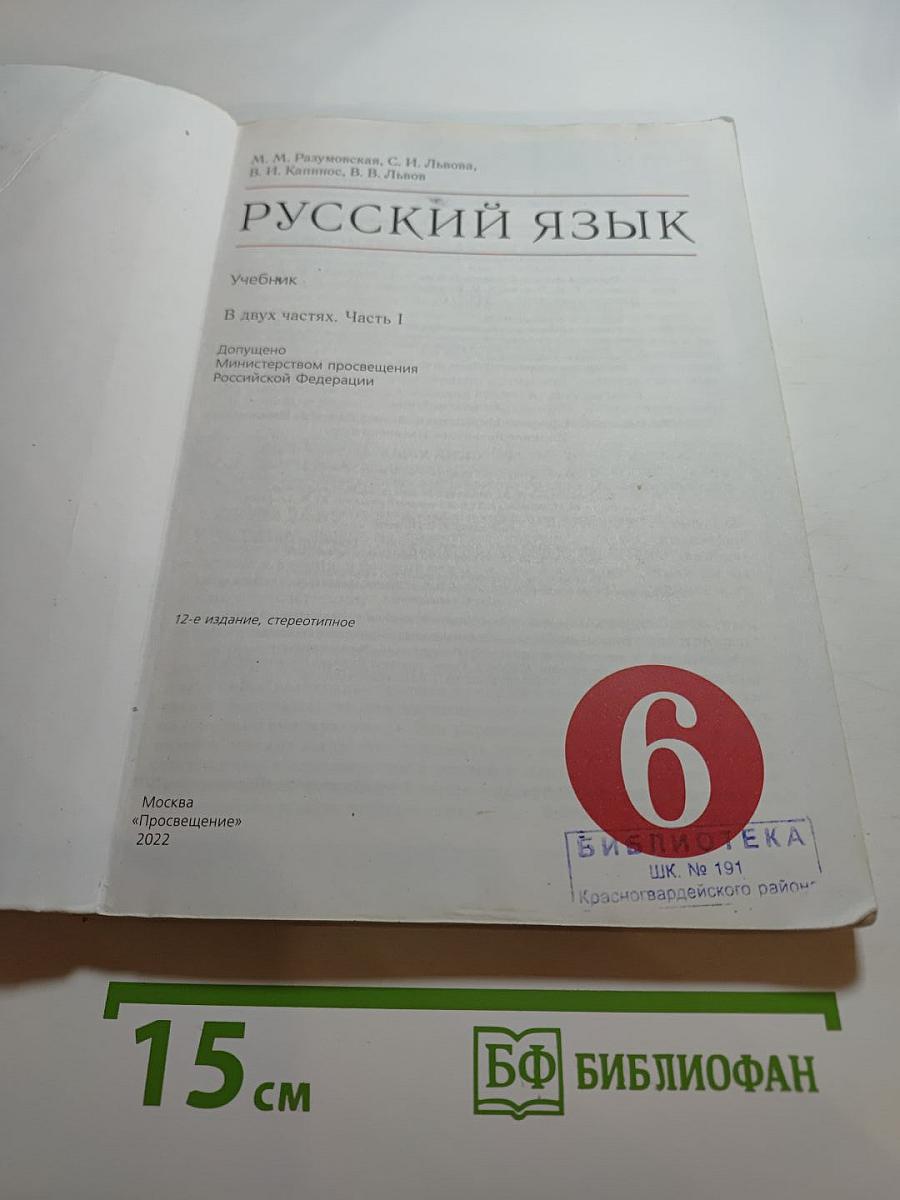 М. М. Разумовская, С. И. Львова,
В. И. Капинос, В. В. Львов
РУССКИЙ ЯЗЫК
Учебник
В двух частях. Часть 1
Допущено
Министерством просвещения
Российской Федерации
12-е издание, стереотипное
6
Москва
«Просвещение»
2022
БИБЛИОТЕКА
ШК. № 191
Красногвардейского района
15 см
БФ БИБЛИОФАН